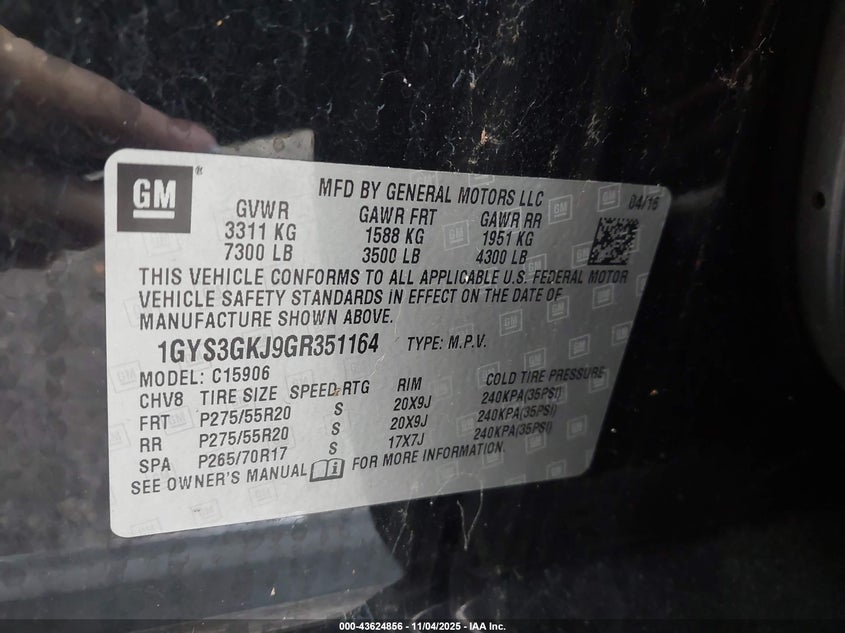 GM®
MFD BY GENERAL MOTORS LLC
04/16
GVWR GAWR FRT GAWR RR
3311 KG 1588 KG 1951 KG
7300 LB 3500 LB 4300 LB
THIS VEHICLE CONFORMS TO ALL APPLICABLE U.S. FEDERAL MOTOR
VEHICLE SAFETY STANDARDS IN EFFECT ON THE DATE OF
MANUFACTURE SHOWN ABOVE.
1GYS3GKJ9GR351164 TYPE: M.P.V.
MODEL: C15906
CHV8 TIRE SIZE SPEED RTG RIM COLD TIRE PRESSURE
FRT P275/55R20 S 20X9J 240KPA(35PSI)
RR P275/55R20 S 20X9J 240KPA(35PSI)
SPA P265/70R17 S 17X7J 240KPA(35PSI)
SEE OWNER'S MANUAL FOR MORE INFORMATION.
000-43624856 - 11/04/2025 - IAA, Inc.